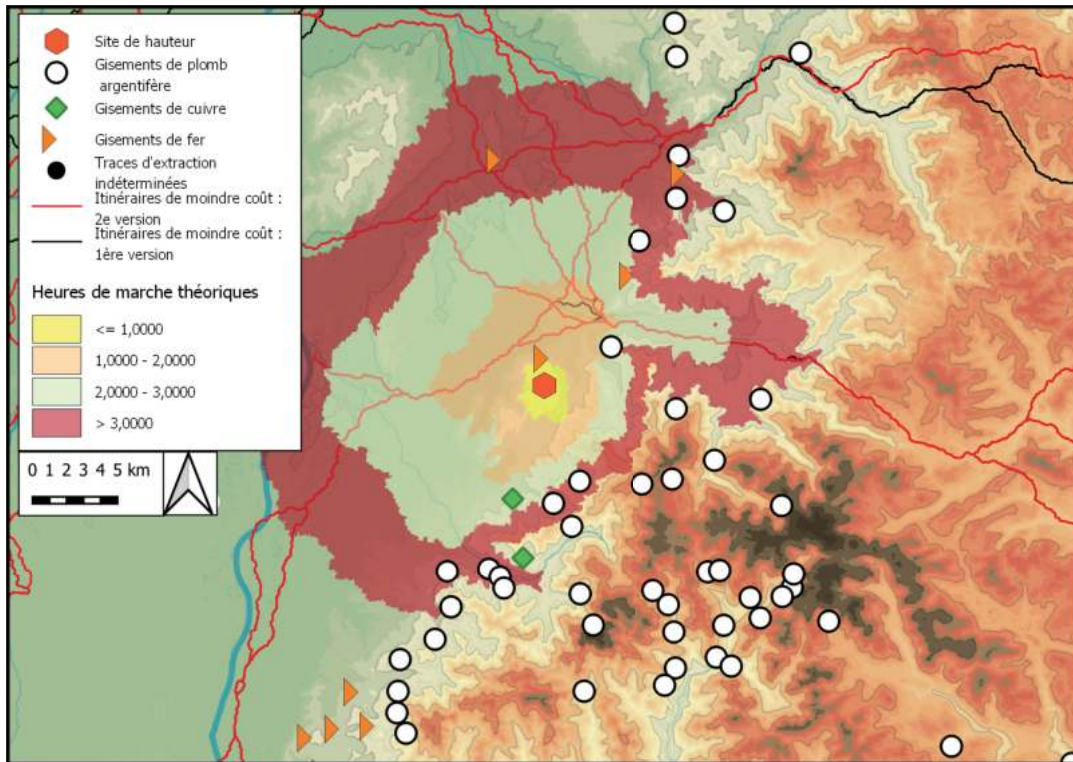 Site de hauteur
Gisements de plomb
argentifère
Gisements de cuivre
Gisements de fer
Traces d'extraction
indéterminées
Itinéraires de moindre coût :
2e version
Itinéraires de moindre coût :
1ère version
Heures de marche théoriques
<= 1,0000
1,0000 - 2,0000
2,0000 - 3,0000
> 3,0000
0 1 2 3 4 5 km